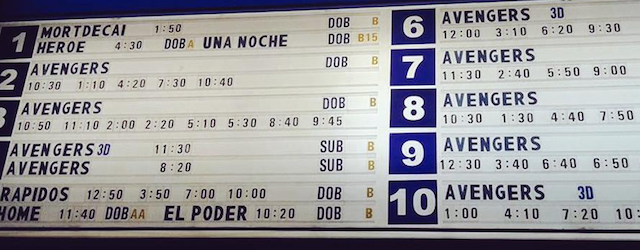 1 MORTDECAI 1:50 DOB B
HEROE 4:30 DOB A UNA NOCHE DOB B15
2 AVENGERS DOB B
10:30 1:10 4:20 7:30 10:40
AVENGERS DOB B
10:50 11:10 2:00 2:20 5:10 5:30 8:40 9:45
AVENGERS 3D 11:30 SUB B
AVENGERS 8:20 SUB B
RAPIDOS 12:50 3:50 7:00 10:00 DOB B
HOME 11:40 DOB AA EL PODER 10:20 DOB B
6 AVENGERS 3D
12:00 3:10 6:20 9:30
7 AVENGERS
11:30 2:40 5:50 9:00
8 AVENGERS
10:30 1:30 4:40 7:50
9 AVENGERS
12:30 3:40 6:40 6:50
10 AVENGERS 3D
1:00 4:10 7:20